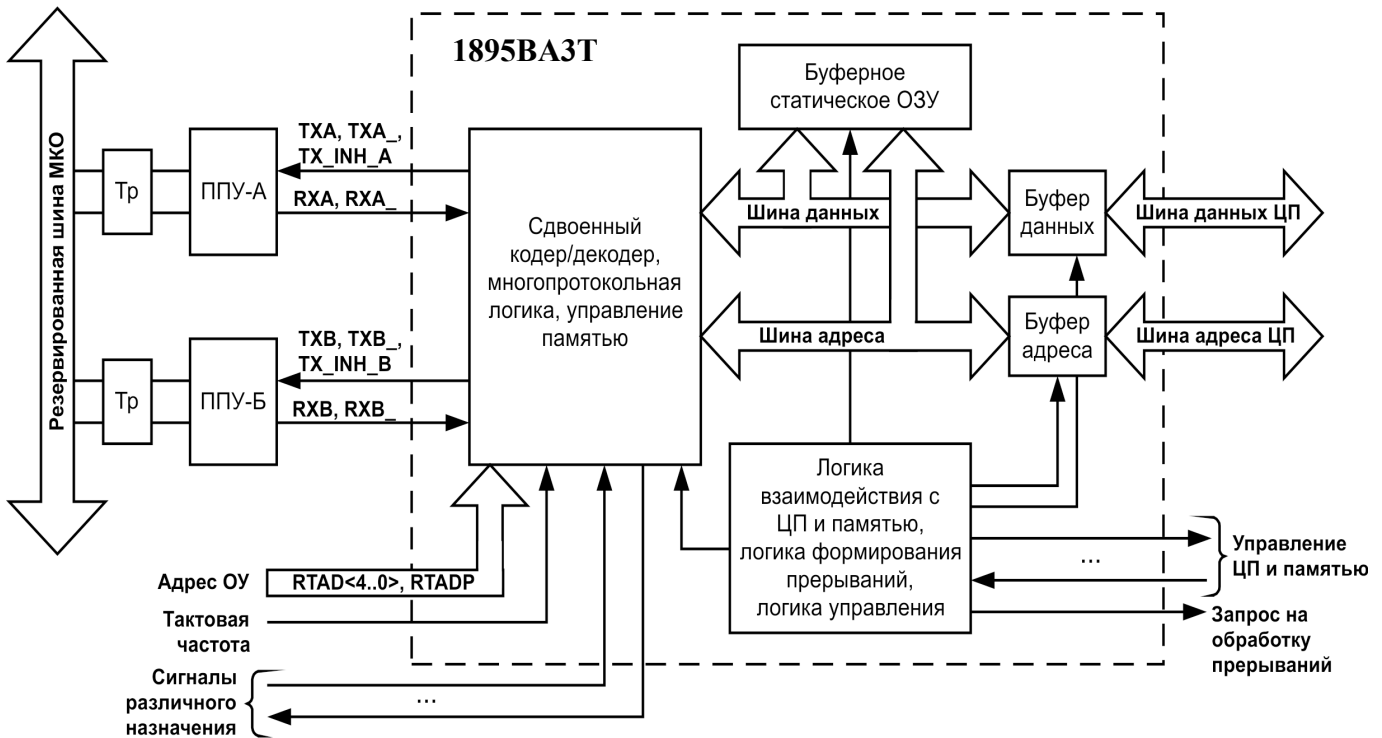 1895ВА3Т
Буферное
статическое ОЗУ
Резервированная шина МКО
Тр
ППУ-А
TXA, TXA_,
TX_INH_A
RXA, RXA_
Сдвоенный
кодер/декодер,
многопротокольная
логика, управление
памятью
Шина данных
Буфер
данных
Шина данных ЦП
Шина адреса
Буфер
адреса
Шина адреса ЦП
Тр
ППУ-Б
TXB, TXB_,
TX_INH_B
RXB, RXB_
Логика
взаимодействия с
ЦП и памятью,
логика формирования
прерываний,
логика управления
...
Управление
ЦП и памятью
Запрос на
обработку
прерываний
Адрес ОУ
RTAD<4..0>, RTADP
Тактовая
частота
Сигналы
различного
назначения
...